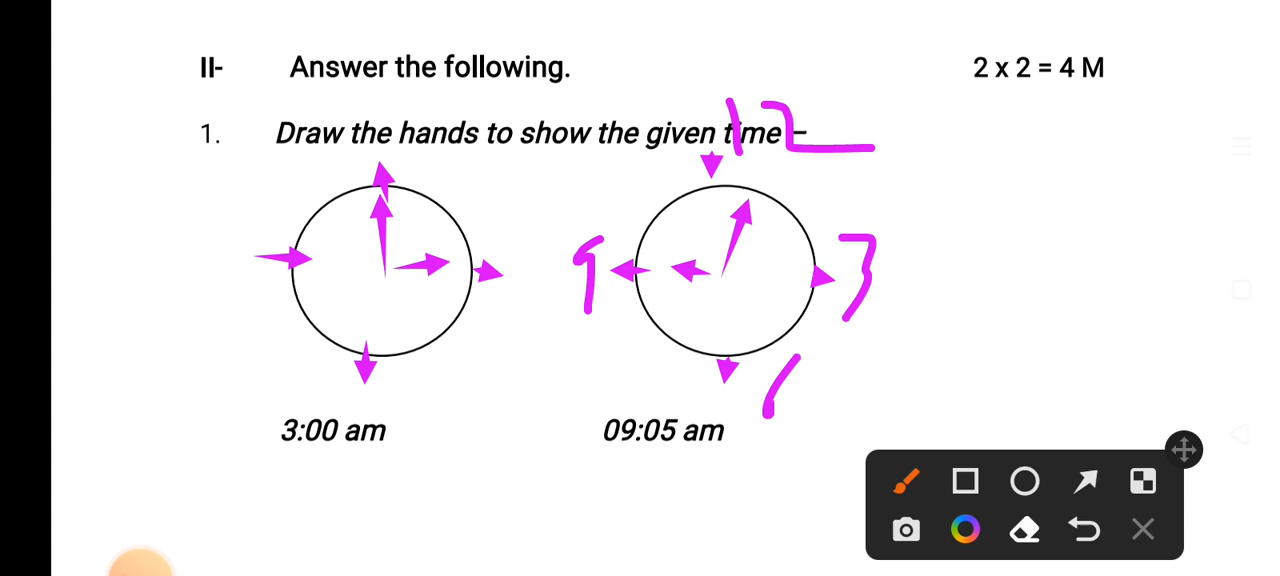 II- Answer the following. 2 x 2 = 4 M
1. Draw the hands to show the given time –
12
9 3
6
3:00 am 09:05 am